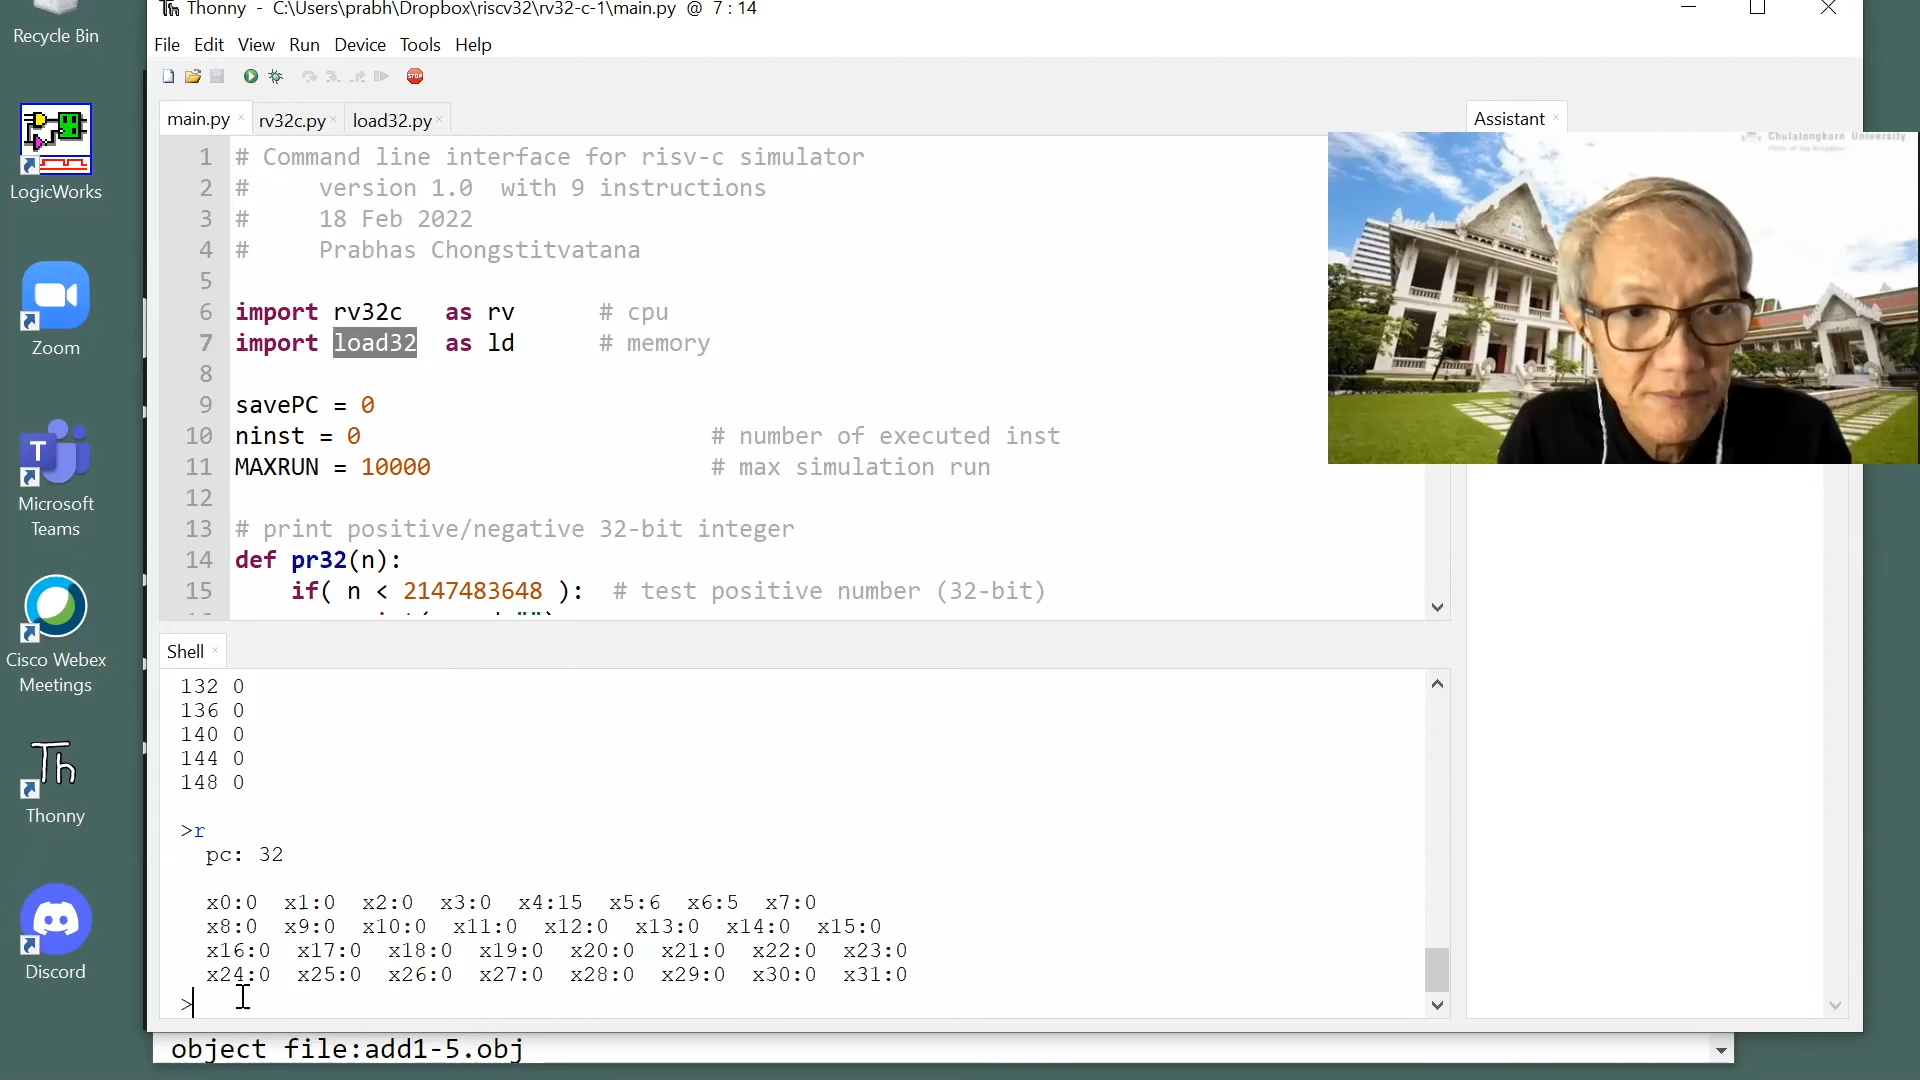 Recycle Bin
LogicWorks
Zoom
Microsoft
Teams
Cisco Webex
Meetings
Thonny
Discord
Thonny - C:\Users\prabh\Dropbox\riscv32\rv32-c-1\main.py @ 7 : 14
File Edit View Run Device Tools Help
main.py rv32c.py load32.py
1 # Command line interface for risv-c simulator
2 # version 1.0 with 9 instructions
3 # 18 Feb 2022
4 # Prabhas Chongstitvatana
5
6 import rv32c as rv # cpu
7 import load32 as ld # memory
8
9 savePC = 0
10 ninst = 0 # number of executed inst
11 MAXRUN = 10000 # max simulation run
12
13 # print positive/negative 32-bit integer
14 def pr32(n):
15 if( n < 2147483648 ): # test positive number (32-bit)
Assistant
Chulalongkorn University
Shell
132 0
136 0
140 0
144 0
148 0
>r
pc: 32
x0:0 x1:0 x2:0 x3:0 x4:15 x5:6 x6:5 x7:0
x8:0 x9:0 x10:0 x11:0 x12:0 x13:0 x14:0 x15:0
x16:0 x17:0 x18:0 x19:0 x20:0 x21:0 x22:0 x23:0
x24:0 x25:0 x26:0 x27:0 x28:0 x29:0 x30:0 x31:0
>
object file:add1-5.obj